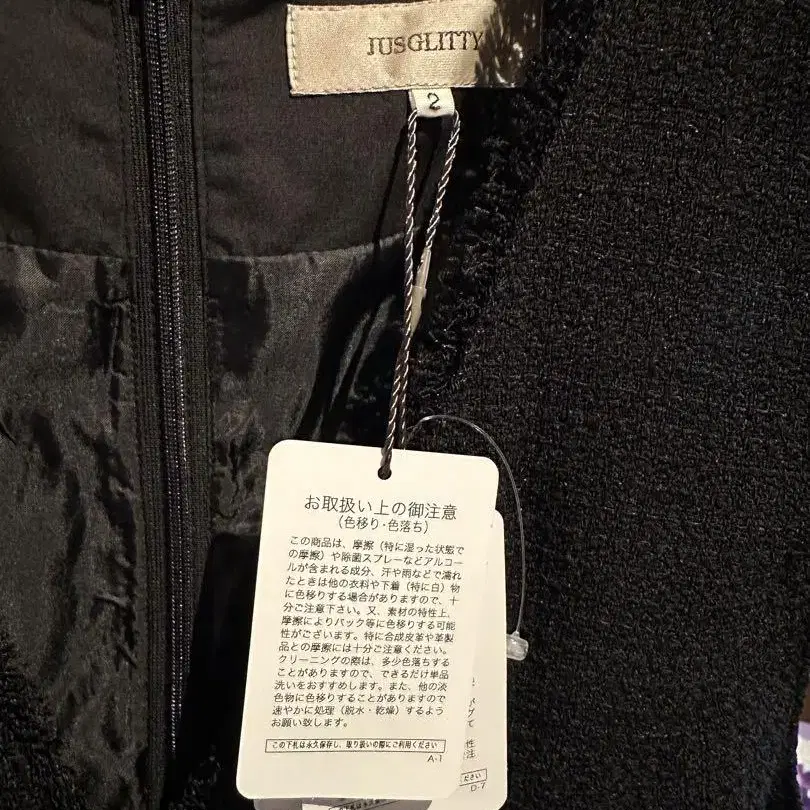 JUSGLITTY
2
お取扱い上の御注意
(色移り・色落ち)
この商品は、摩擦(特に湿った状態で
の摩擦)や除菌スプレーなどアルコー
ルが含まれる成分、汗や雨などで濡れ
たときは他の衣料や下着(特に白)物
に色移りする場合がありますので、十
分ご注意下さい。又、素材の特性上、
摩擦によりバック等に色移りする可能
性がございます。特に合成皮革や革製
品との摩擦には十分ご注意ください。
クリーニングの際は、多少色落ちする
ことがありますので、できるだけ単品
洗いをおすすめします。また、他の淡
色物に色移りすることがありますので
速やかに処理(脱水・乾燥)するよう
お願い致します。
この下札は永久保存し、取り扱いの際にご利用ください
A-1
グ
て
性
注
ださい
D-7